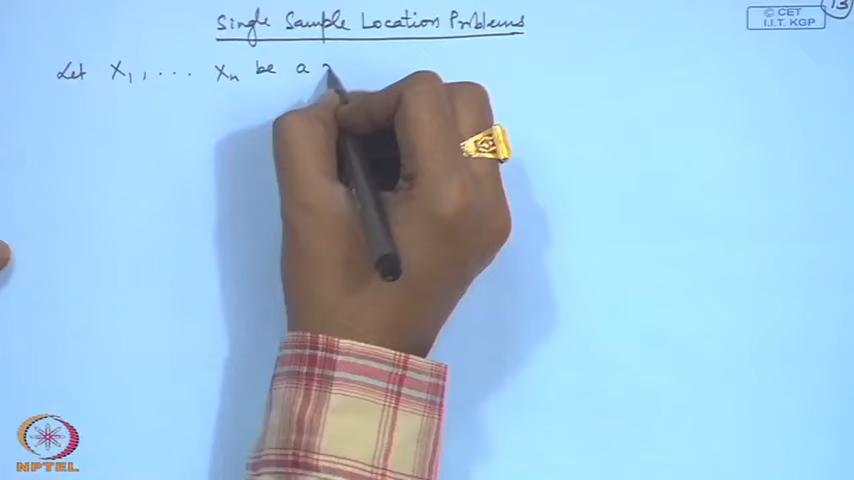 Single Sample Location Problems
© CET
I.I.T. KGP
13
Let X1, ... Xn be a
NPTEL